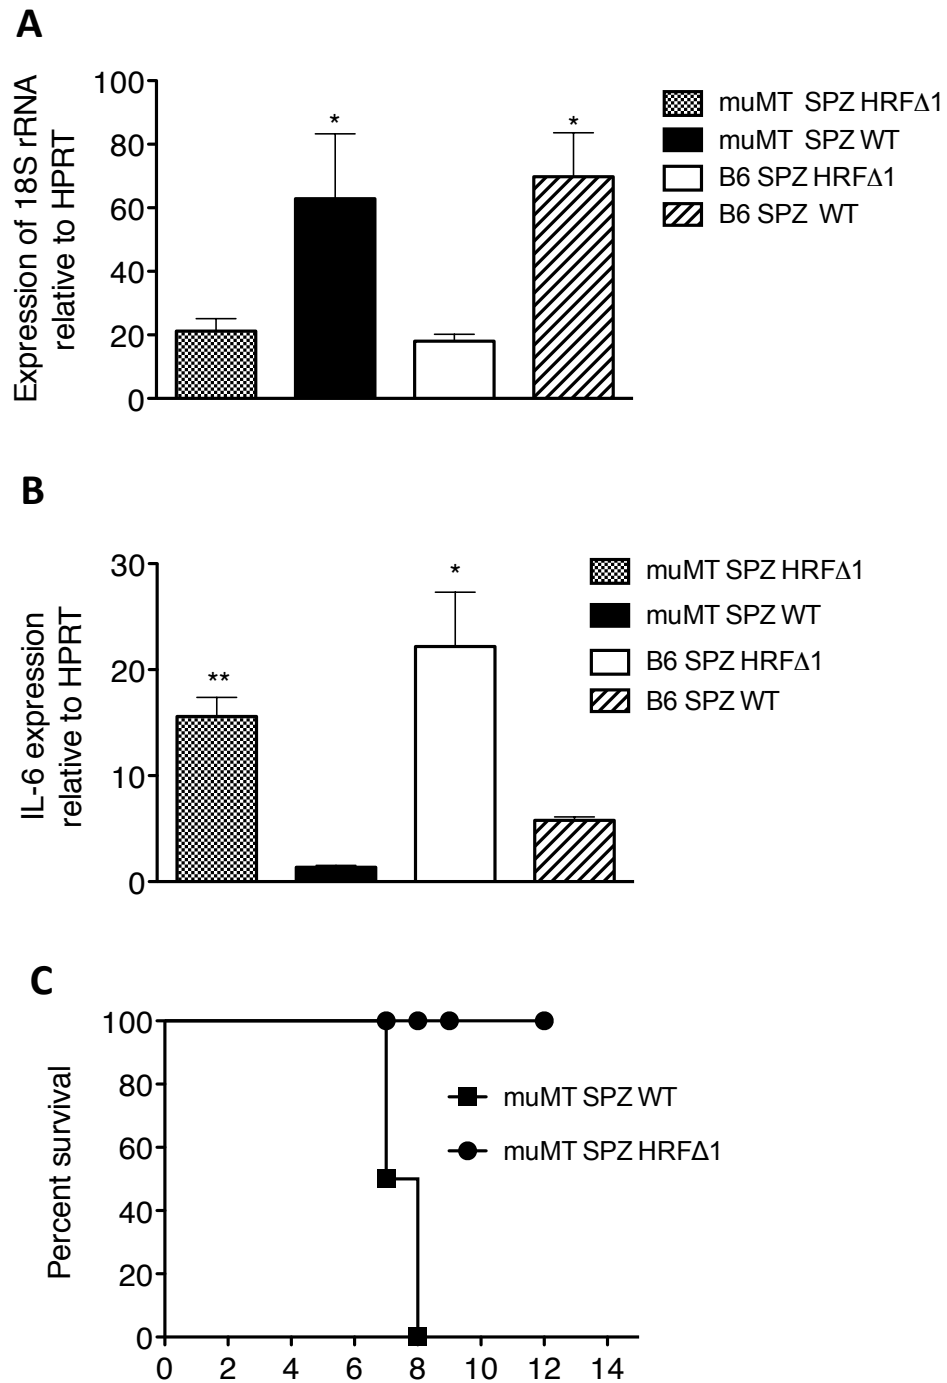 A
Expression of 18S rRNA
relative to HPRT
100
80
60
40
20
0
*
*
muMT SPZ HRFΔ1
muMT SPZ WT
B6 SPZ HRFΔ1
B6 SPZ WT
B
IL-6 expression
relative to HPRT
30
20
10
0
**
*
muMT SPZ HRFΔ1
muMT SPZ WT
B6 SPZ HRFΔ1
B6 SPZ WT
C
Percent survival
100
80
60
40
20
0
muMT SPZ WT
muMT SPZ HRFΔ1
0 2 4 6 8 10 12 14